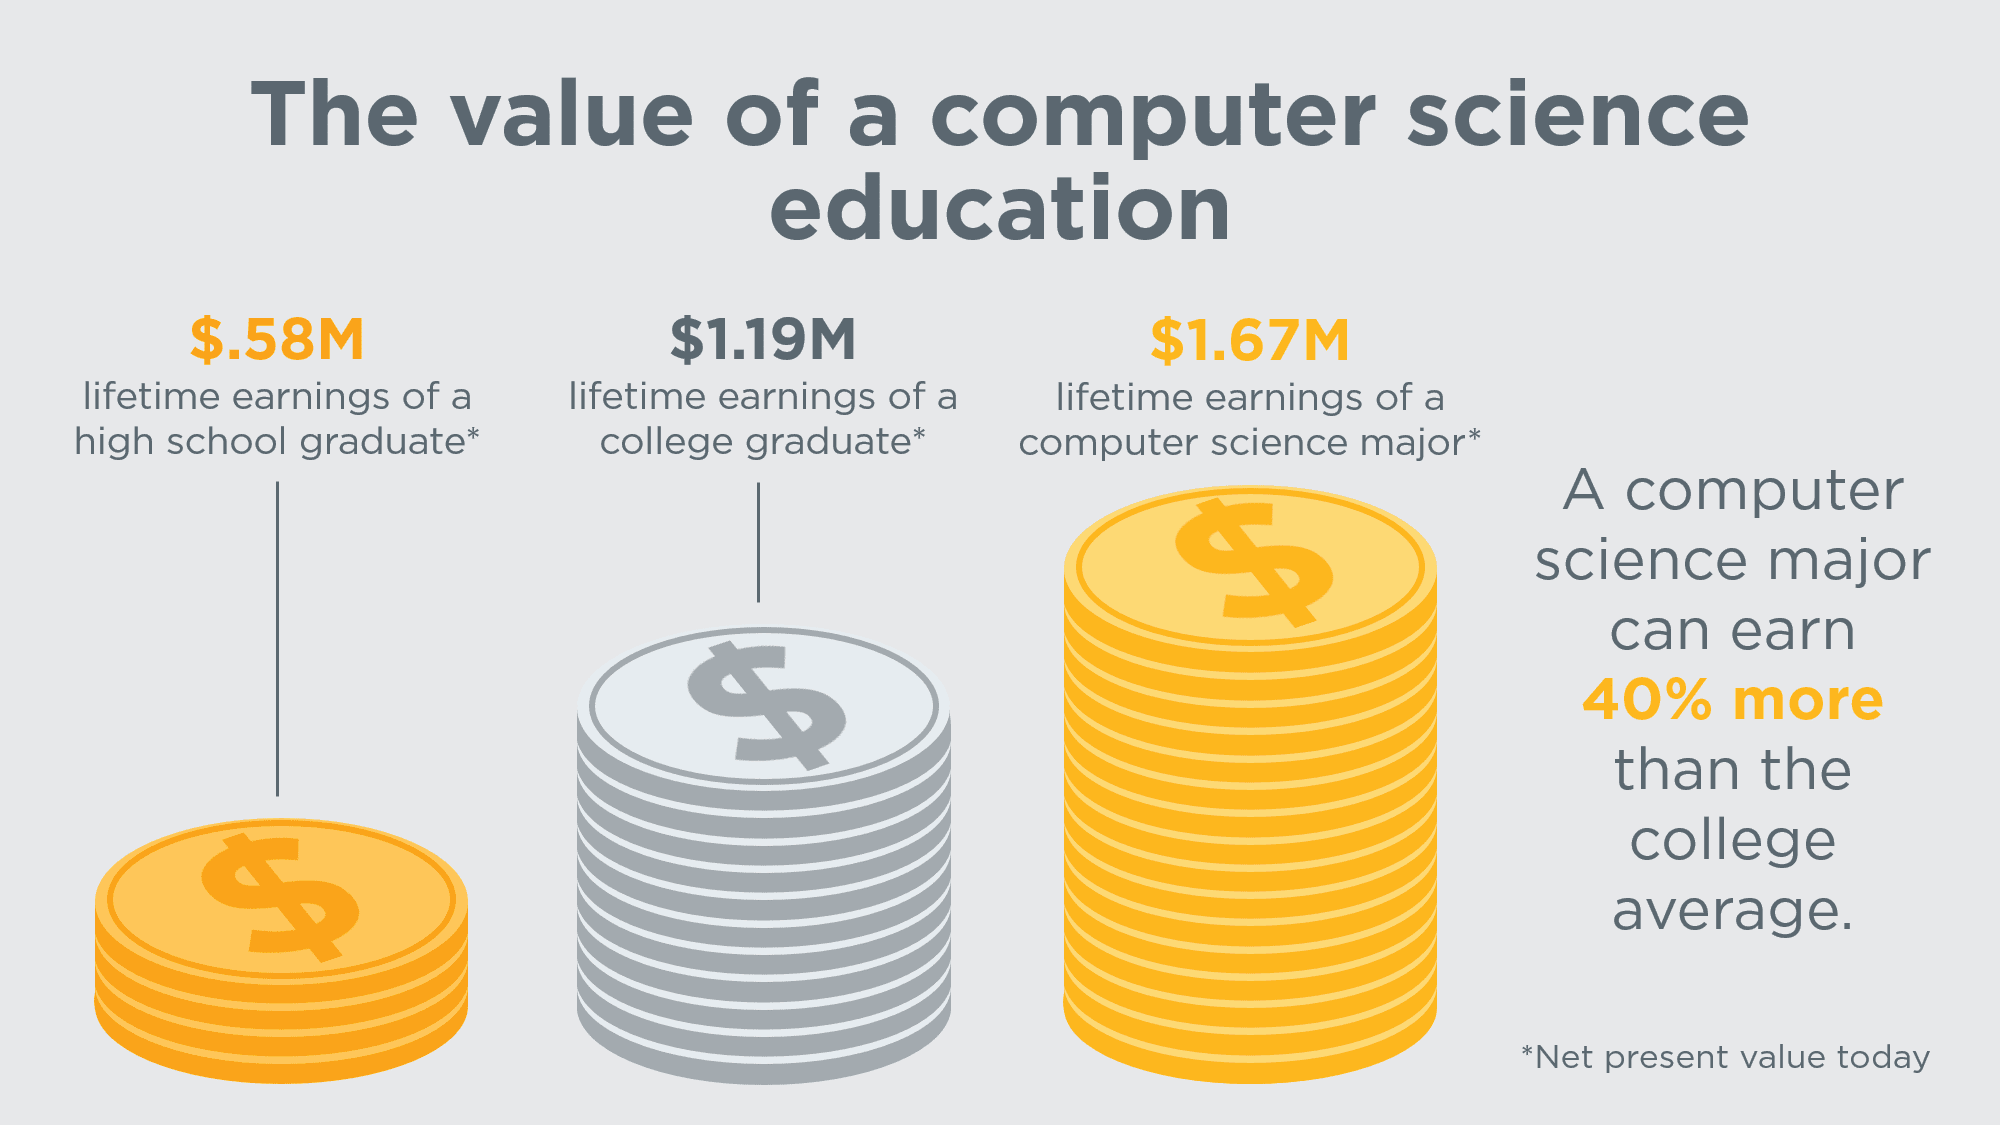 The value of a computer science
education
$.58M
lifetime earnings of a
high school graduate*
$1.19M
lifetime earnings of a
college graduate*
$1.67M
lifetime earnings of a
computer science major*
A computer
science major
can earn
40% more
than the
college
average.
*Net present value today
$
$
$